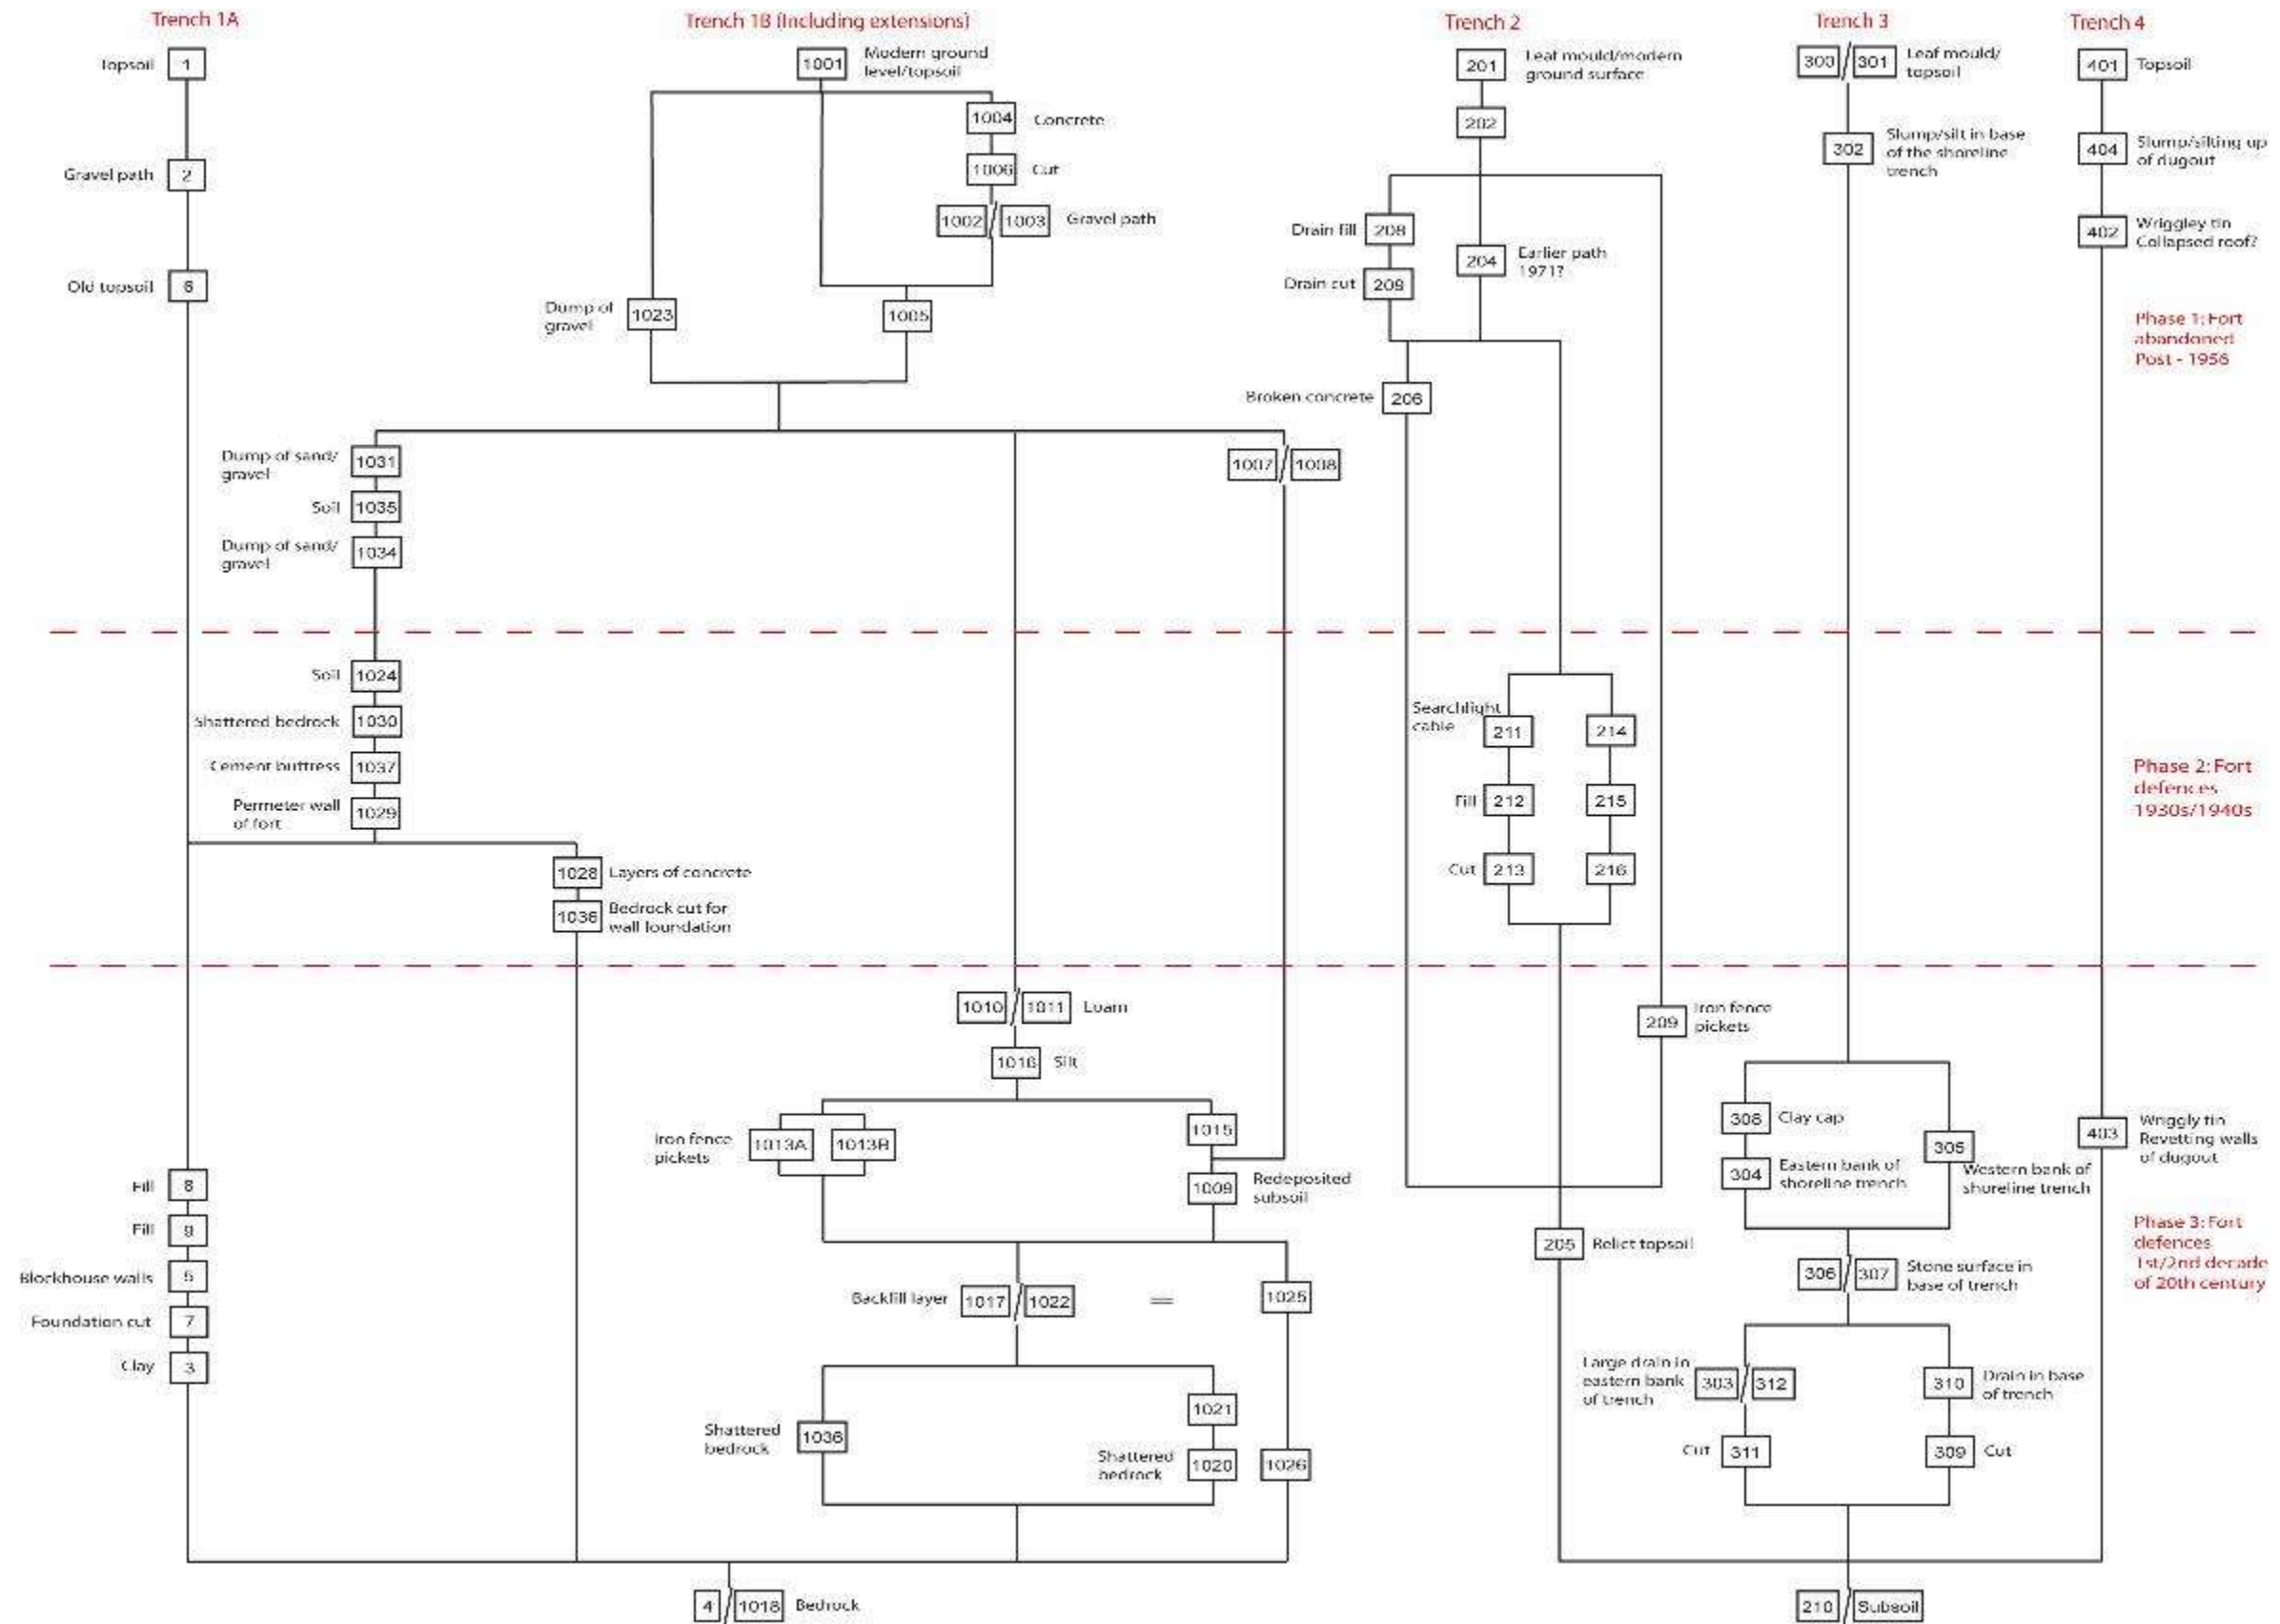 Trench 1A
Trench 1B (Including extensions)
Trench 2
Trench 3
Trench 4
Topsoil 1
Gravel path 2
Old topsoil 6
Fill 8
Fill 9
Blockhouse walls 5
Foundation cut 7
Clay 3
1001 Modern ground
level/topsoil
1004 Concrete
1006 Cut
1002 / 1003 Gravel path
Dump of
gravel
1023
1005
Dump of sand/
gravel
1031
Soil 1035
Dump of sand/
gravel
1034
1007 / 1008
Soil 1024
Shattered bedrock 1030
Cement buttress 1037
Permeter wall
of fort
1029
1028 Layers of concrete
1036 Bedrock cut for
wall foundation
1010 / 1011 Loam
1016 Silt
Iron fence
pickets
1013A 1013B
1015
1009 Redeposited
subsoil
Backfill layer 1017 / 1022 = 1025
Shattered
bedrock
1036
1021
Shattered
bedrock
1020
1026
4 / 1018 Bedrock
201 Leaf mould/modern
ground surface
202
Drain fill 208
Drain cut 209
204 Earlier path
1971?
Broken concrete 206
Searchlight
cable
211
214
Fill 212
215
Cut 213
216
209 Iron fence
pickets
205 Relict topsoil
300 / 301 Leaf mould/
topsoil
302 Slump/silt in base
of the shoreline
trench
308 Clay cap
304 Eastern bank of
shoreline trench
305 Western bank of
shoreline trench
306 / 307 Stone surface in
base of trench
Large drain in
eastern bank
of trench
303 / 312
310 Drain in base
of trench
Cut 311
309 Cut
210 / Subsoil
401 Topsoil
404 Slump/silting up
of dugout
402 Wriggley tin
Collapsed roof?
403 Wriggly tin
Revetting walls
of dugout
Phase 1: Fort
abandoned
Post - 1956
Phase 2: Fort
defences
1930s/1940s
Phase 3: Fort
defences
1st/2nd decade
of 20th century